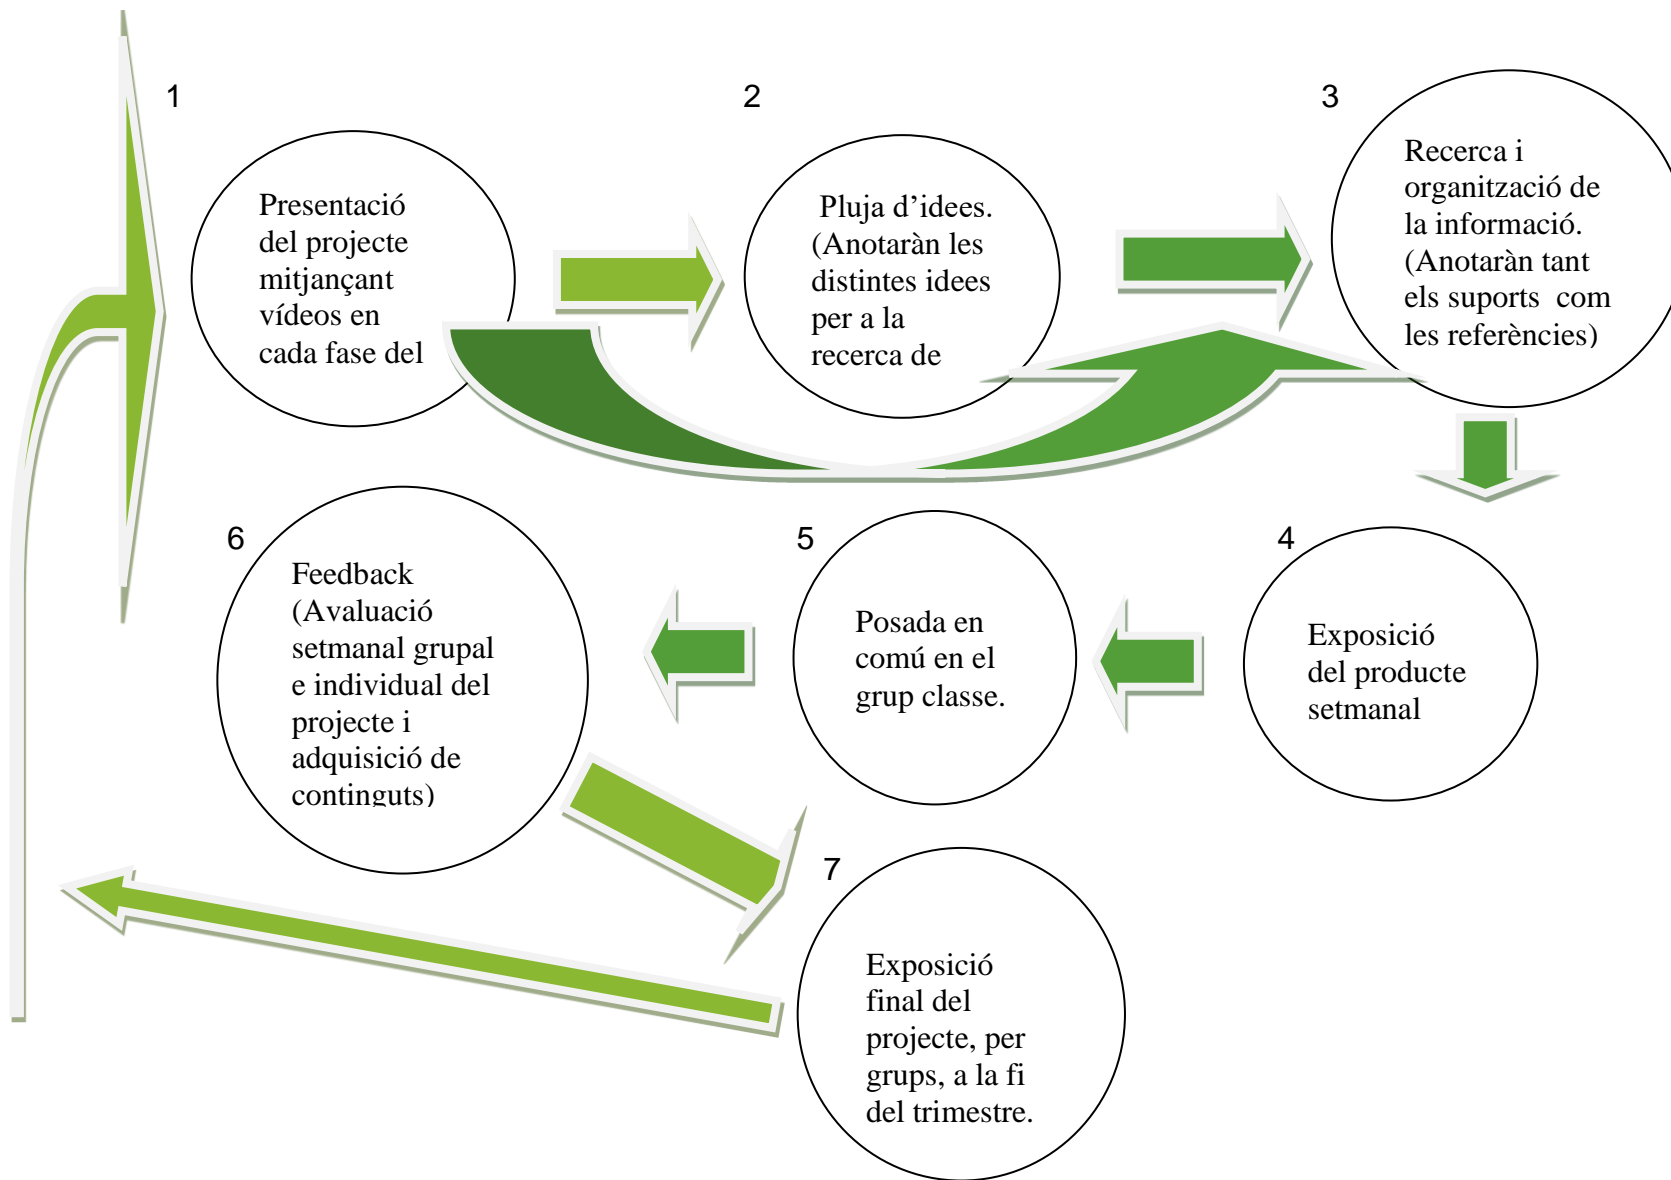 1
Presentació
del projecte
mitjançant
vídeos en
cada fase del
2
Pluja d’idees.
(Anotaràn les
distintes idees
per a la
recerca de
3
Recerca i
organització de
la informació.
(Anotaràn tant
els suports com
les referències)
4
Exposició
del producte
setmanal
5
Posada en
comú en el
grup classe.
6
Feedback
(Avaluació
setmanal grupal
e individual del
projecte i
adquisició de
continguts)
7
Exposició
final del
projecte, per
grups, a la fi
del trimestre.